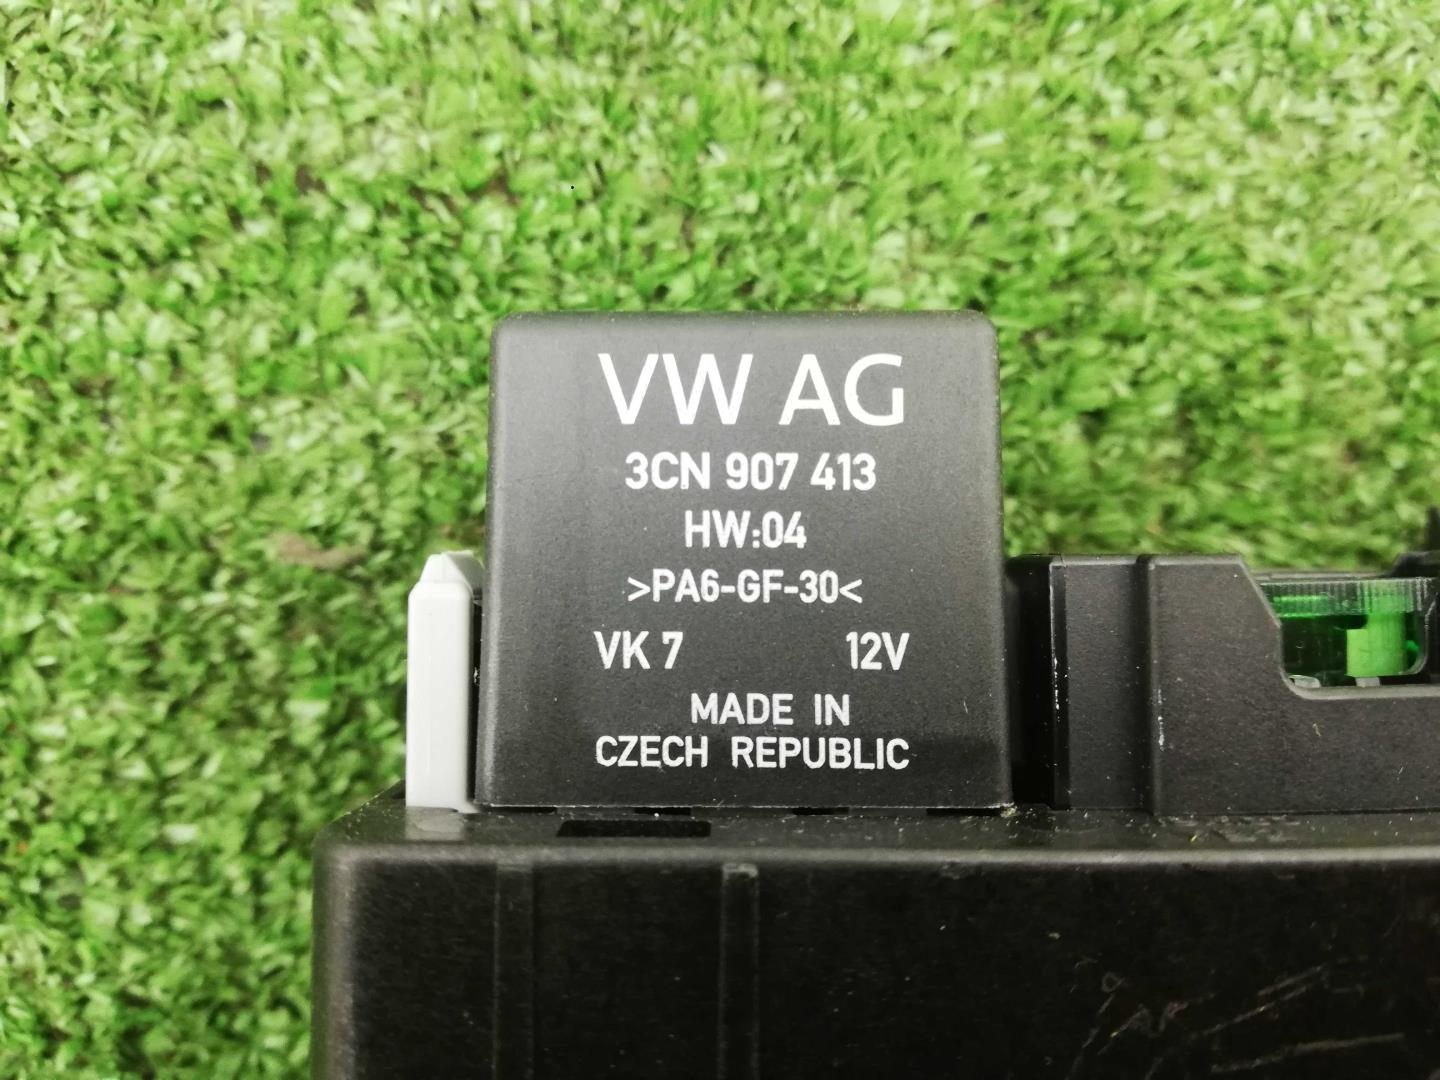 VW AG
3CN 907 413
HW:04
>PA6-GF-30<
VK 7 12V
MADE IN
CZECH REPUBLIC